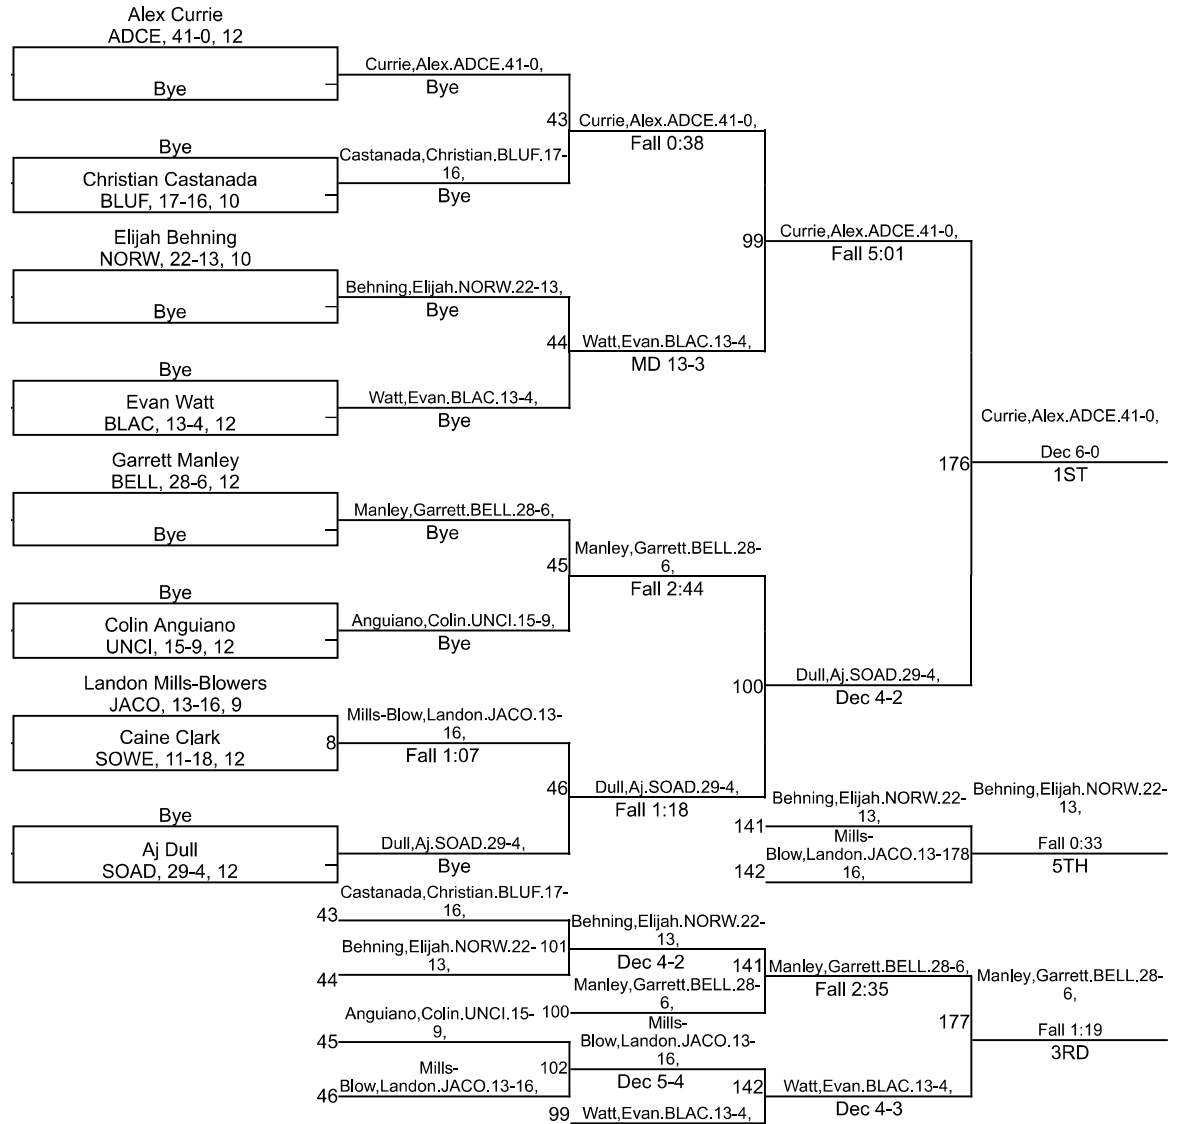 Alex Currie
ADCE, 41-0, 12
Bye
Currie,Alex.ADCE.41-0,
Bye
43
Currie,Alex.ADCE.41-0,
Fall 0:38
Bye
Christian Castanada
BLUF, 17-16, 10
Castanada,Christian.BLUF.17-
16,
Bye
99
Currie,Alex.ADCE.41-0,
Fall 5:01
Elijah Behning
NORW, 22-13, 10
Bye
Behning,Elijah.NORW.22-13,
Bye
44
Watt,Evan.BLAC.13-4,
MD 13-3
Bye
Evan Watt
BLAC, 13-4, 12
Watt,Evan.BLAC.13-4,
Bye
176
Currie,Alex.ADCE.41-0,
Dec 6-0
1ST
Garrett Manley
BELL, 28-6, 12
Bye
Manley,Garrett.BELL.28-6,
Bye
45
Manley,Garrett.BELL.28-
6,
Fall 2:44
Bye
Colin Anguiano
UNCI, 15-9, 12
Anguiano,Colin.UNCI.15-9,
Bye
100
Dull,Aj.SOAD.29-4,
Dec 4-2
Landon Mills-Blowers
JACO, 13-16, 9
Caine Clark
SOWE, 11-18, 12
8
Mills-Blow,Landon.JACO.13-
16,
Fall 1:07
46
Dull,Aj.SOAD.29-4,
Fall 1:18
Bye
Aj Dull
SOAD, 29-4, 12
Dull,Aj.SOAD.29-4,
Bye
141
Behning,Elijah.NORW.22-
13,
142
Mills-
Blow,Landon.JACO.13-
16,
178
Behning,Elijah.NORW.22-
13,
Fall 0:33
5TH
43
Castanada,Christian.BLUF.17-
16,
44
Behning,Elijah.NORW.22-
13,
101
Behning,Elijah.NORW.22-
13,
Dec 4-2
100
Manley,Garrett.BELL.28-
6,
141
Manley,Garrett.BELL.28-6,
Fall 2:35
45
Anguiano,Colin.UNCI.15-
9,
46
Mills-
Blow,Landon.JACO.13-16,
102
Mills-
Blow,Landon.JACO.13-
16,
Dec 5-4
99
Watt,Evan.BLAC.13-4,
142
Watt,Evan.BLAC.13-4,
Dec 4-3
177
Manley,Garrett.BELL.28-
6,
Fall 1:19
3RD